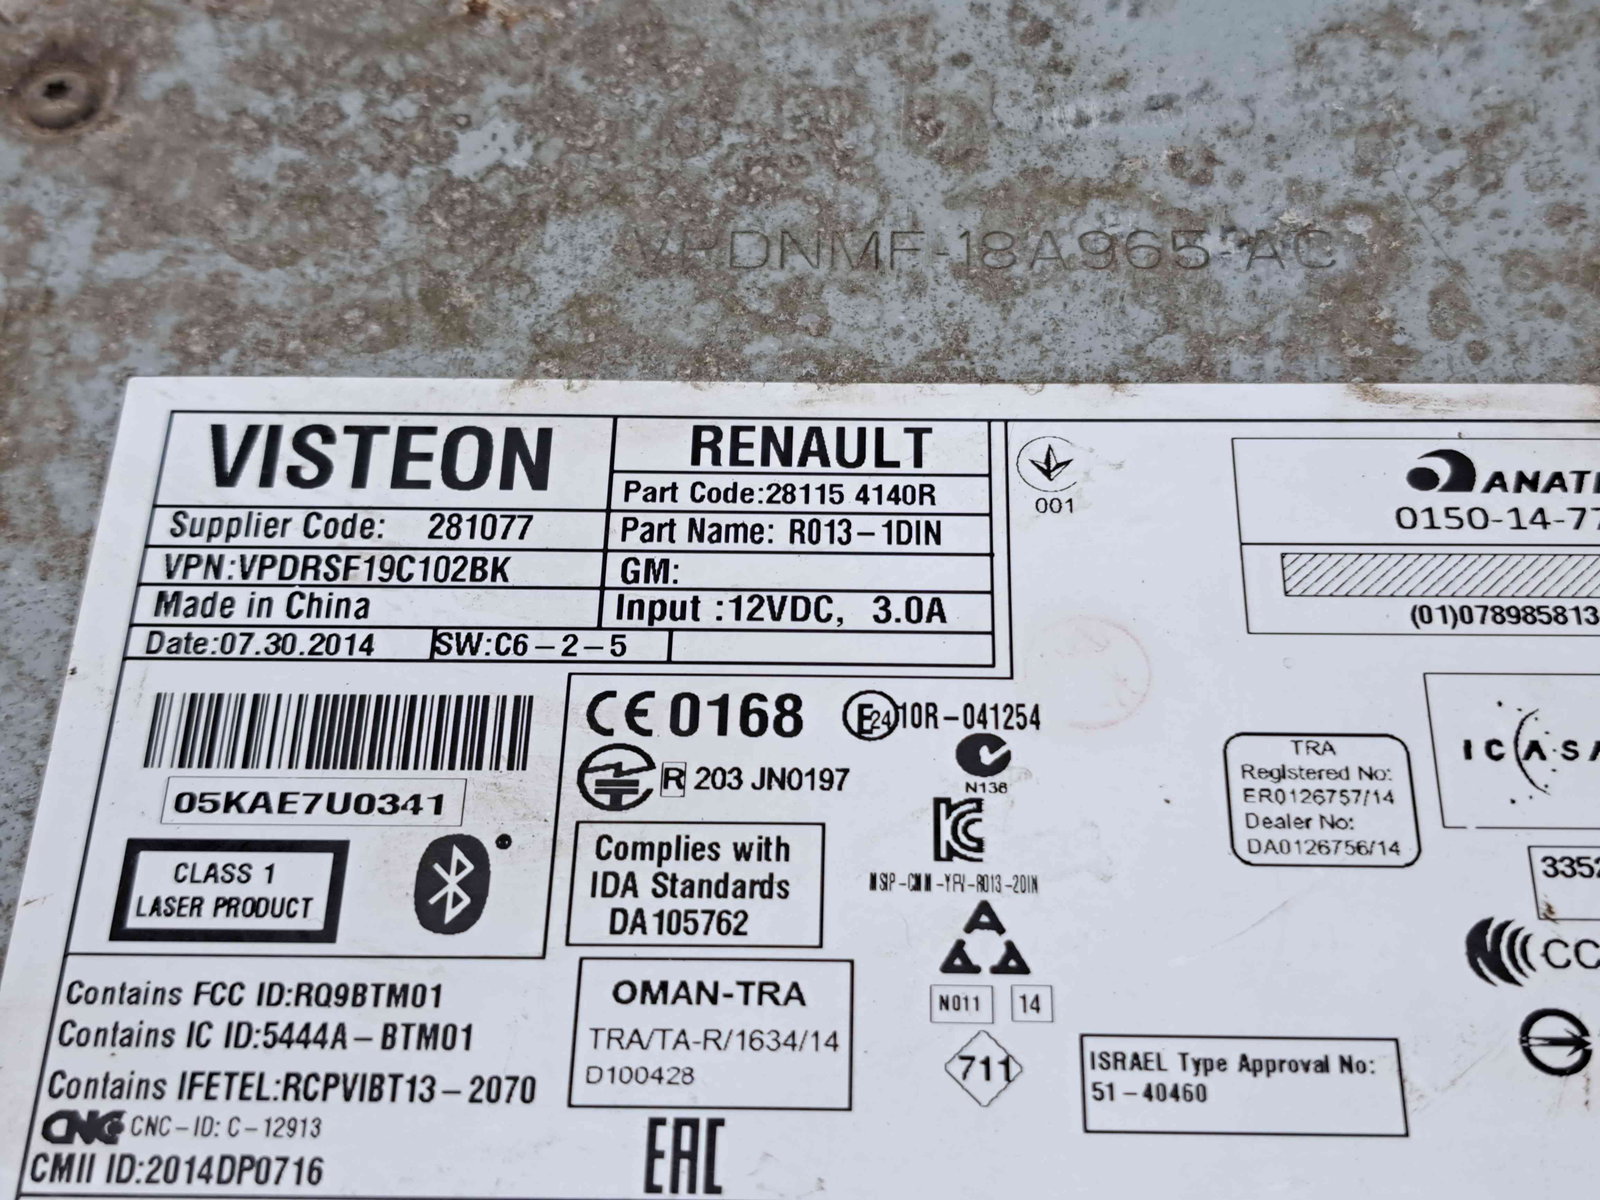 VPDNMF-18A965-AC
VISTEON
RENAULT
Part Code:28115 4140R
Supplier Code: 281077
Part Name: R013-1DIN
VPN:VPDRSF19C102BK
GM:
Made in China
Input :12VDC, 3.0A
Date:07.30.2014
SW:C6-2-5
001
ANATE
0150-14-77
(01)078985813
05KAE7U0341
CLASS 1
LASER PRODUCT
CE 0168
E24 10R-041254
R 203 JN0197
N136
Complies with
IDA Standards
DA105762
MSIP-CMM-YFV-R013-2DIN
N011
14
711
OMAN-TRA
TRA/TA-R/1634/14
D100428
EAC
TRA
Registered No:
ER0126757/14
Dealer No:
DA0126756/14
ICASA
3352
CC
ISRAEL Type Approval No:
51-40460
Contains FCC ID:RQ9BTM01
Contains IC ID:5444A-BTM01
Contains IFETEL:RCPVIBT13-2070
CNC CNC-ID: C-12913
CMII ID:2014DP0716